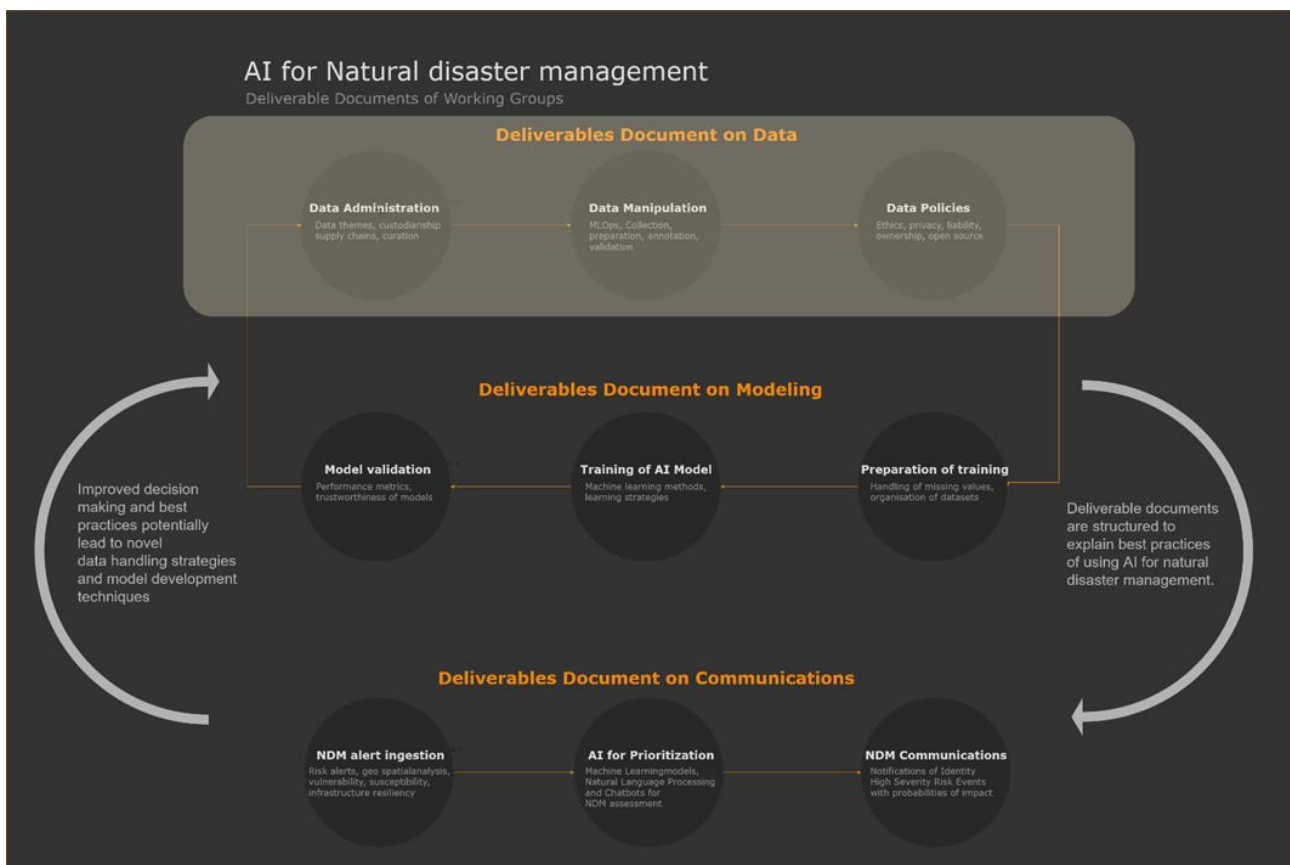 AI for Natural disaster management
Deliverable Documents of Working Groups
Deliverables Document on Data
Data Administration
Data themes, custodianship
supply chains, curation
Data Manipulation
MLOps, Collection,
preparation, annotation,
validation
Data Policies
Ethics, privacy, liability,
ownership, open source
Deliverables Document on Modeling
Model validation
Performance metrics,
trustworthiness of models
Training of AI Model
Machine learning methods,
learning strategies
Preparation of training
Handling of missing values,
organisation of datasets
Improved decision
making and best
practices potentially
lead to novel
data handling strategies
and model development
techniques
Deliverable documents
are structured to
explain best practices
of using AI for natural
disaster management.
Deliverables Document on Communications
NDM alert ingestion
Risk alerts, geo spatialanalysis,
vulnerability, susceptibility,
infrastructure resiliency
AI for Prioritization
Machine Learningmodels,
Natural Language Processing
and Chatbots for
NDM assessment
NDM Communications
Notifications of Identity
High Severity Risk Events
with probabilities of impact